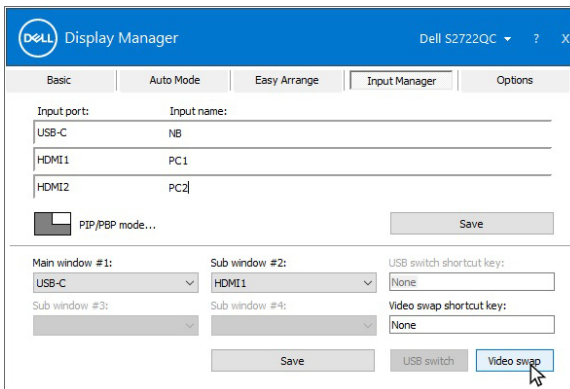 DELL Display Manager Dell S2722QC ? X
Basic Auto Mode Easy Arrange Input Manager Options
Input port: Input name:
USB-C NB
HDMI1 PC1
HDMI2 PC2
PIP/PBP mode... Save
Main window #1: Sub window #2: USB switch shortcut key:
USB-C HDMI1 None
Sub window #3: Sub window #4: Video swap shortcut key:
None
Save USB switch Video swap